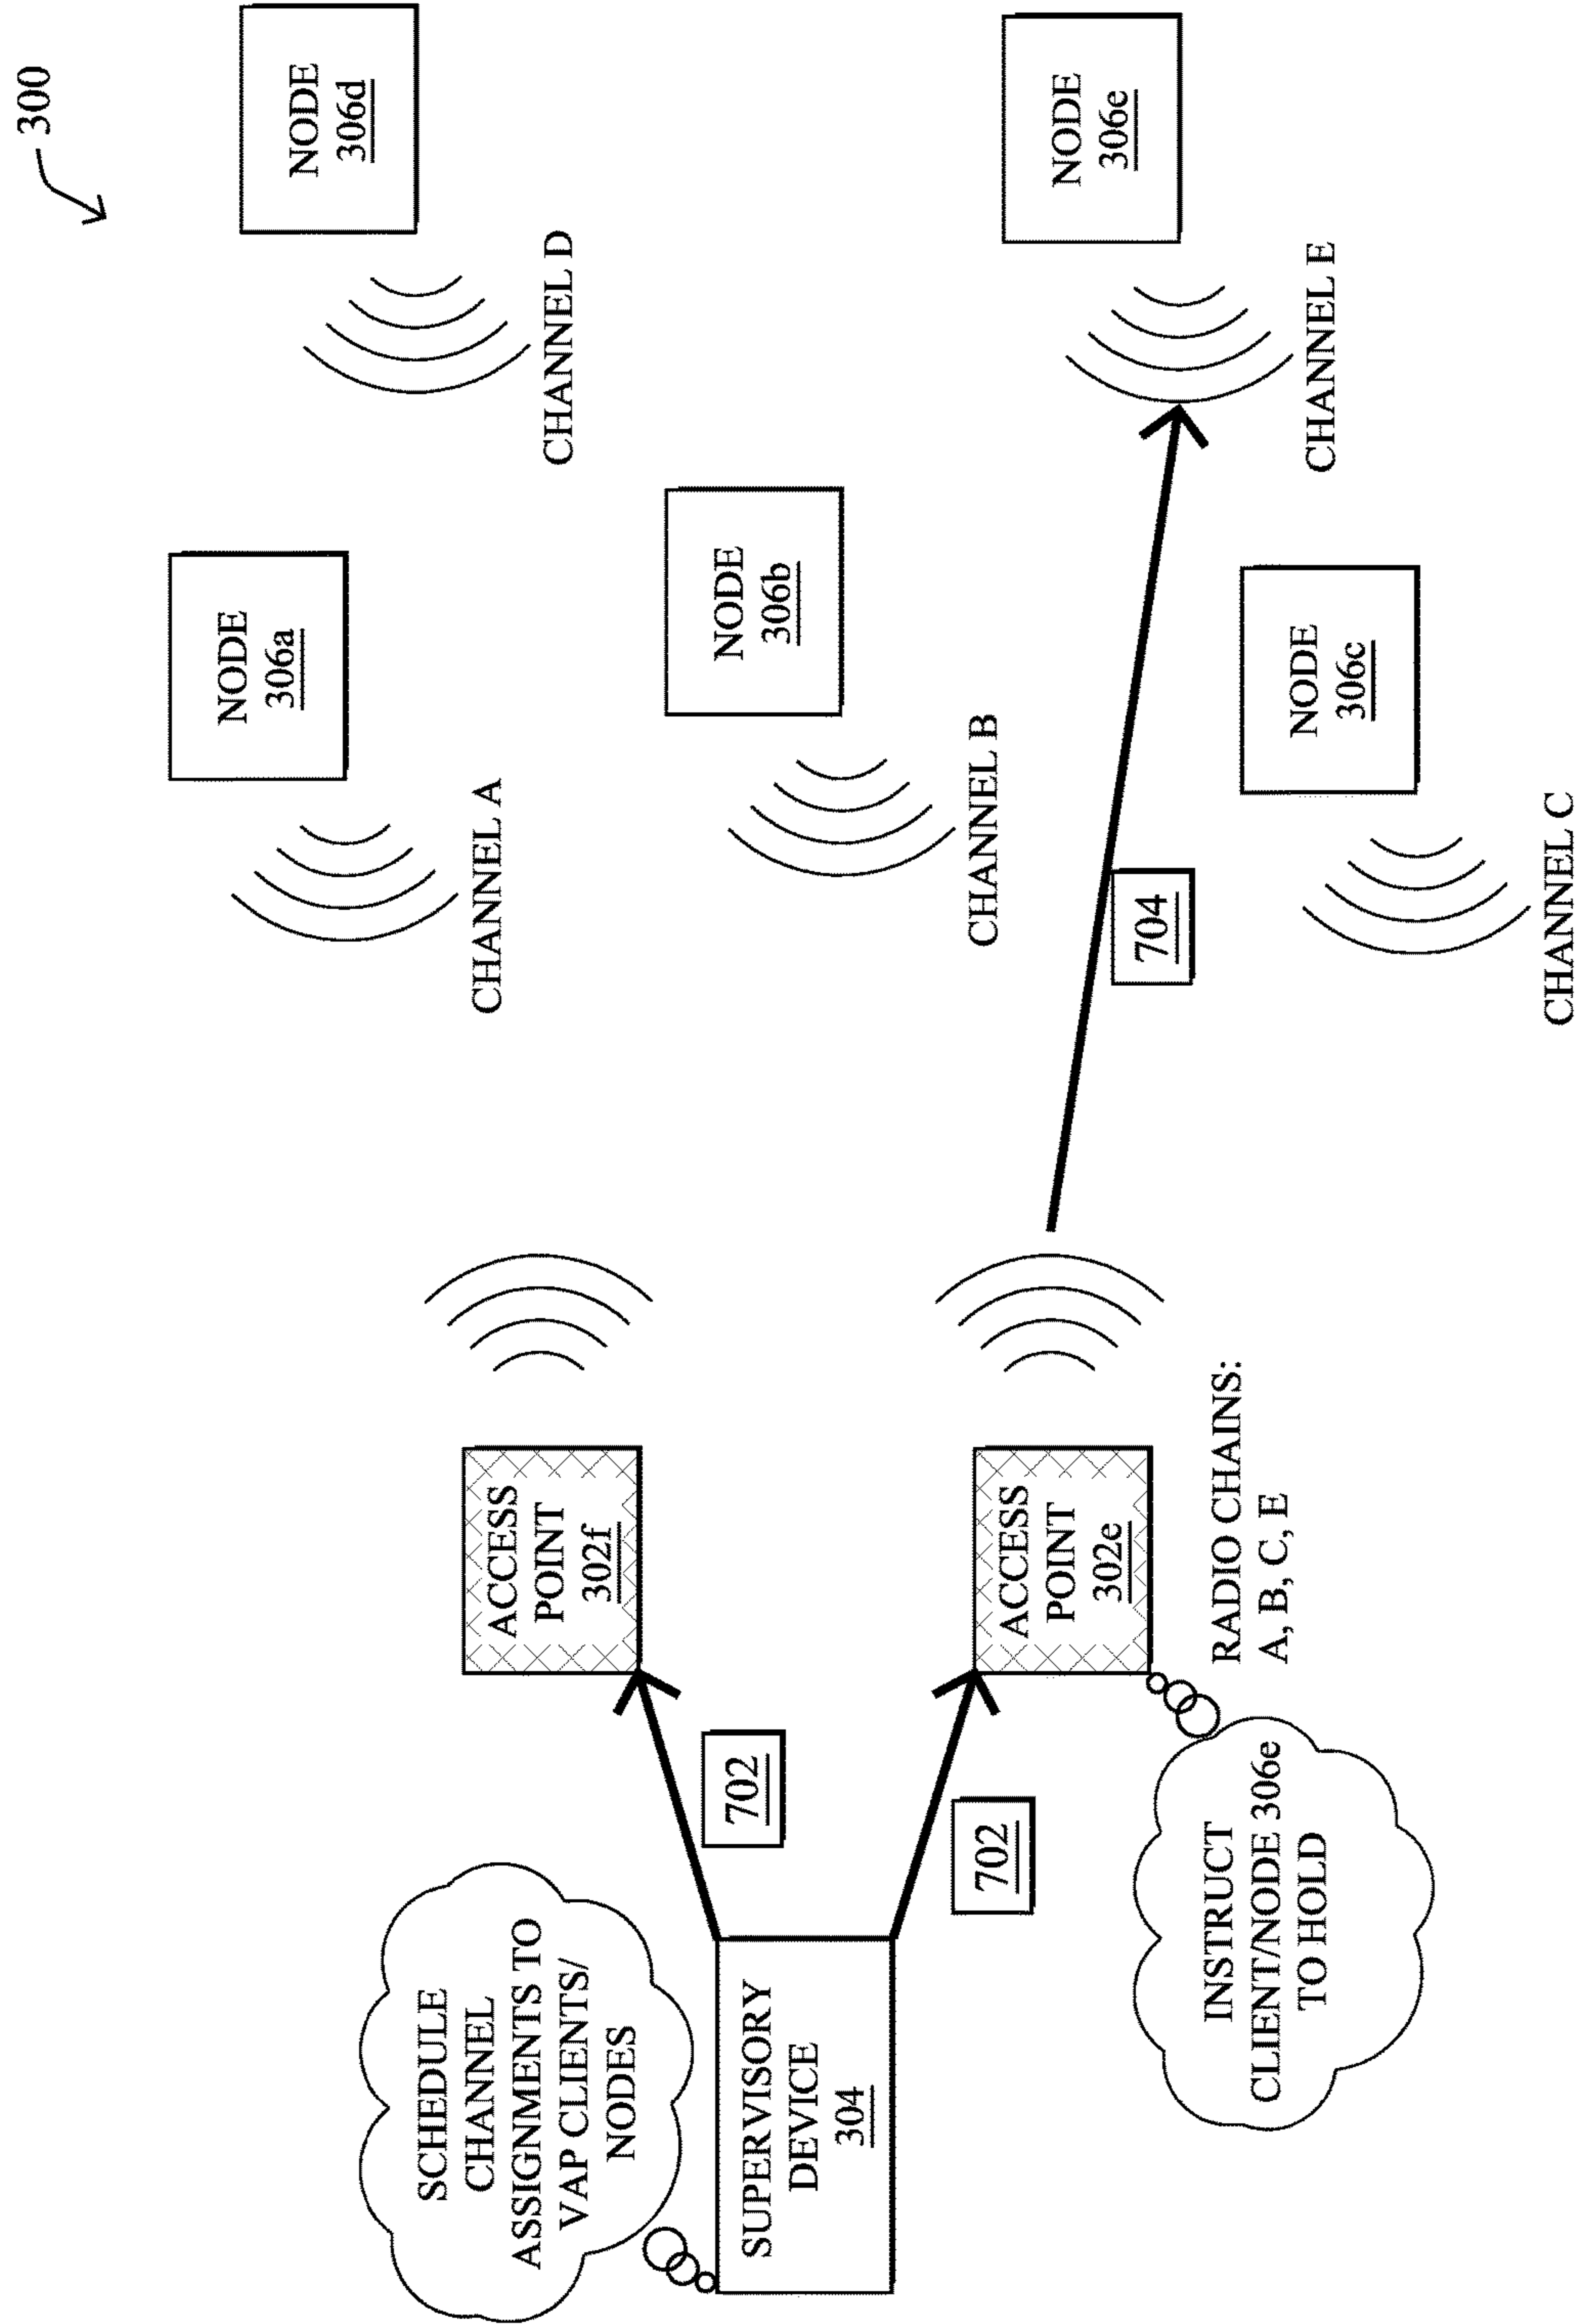 300
SCHEDULE
CHANNEL
ASSIGNMENTS TO
VAP CLIENTS/
NODES
SUPERVISORY
DEVICE
304
702
702
ACCESS
POINT
302f
ACCESS
POINT
302e
RADIO CHAINS:
A, B, C, E
INSTRUCT
CLIENT/NODE 306e
TO HOLD
704
NODE
306a
CHANNEL A
NODE
306b
CHANNEL B
NODE
306c
CHANNEL C
NODE
306d
CHANNEL D
NODE
306e
CHANNEL E